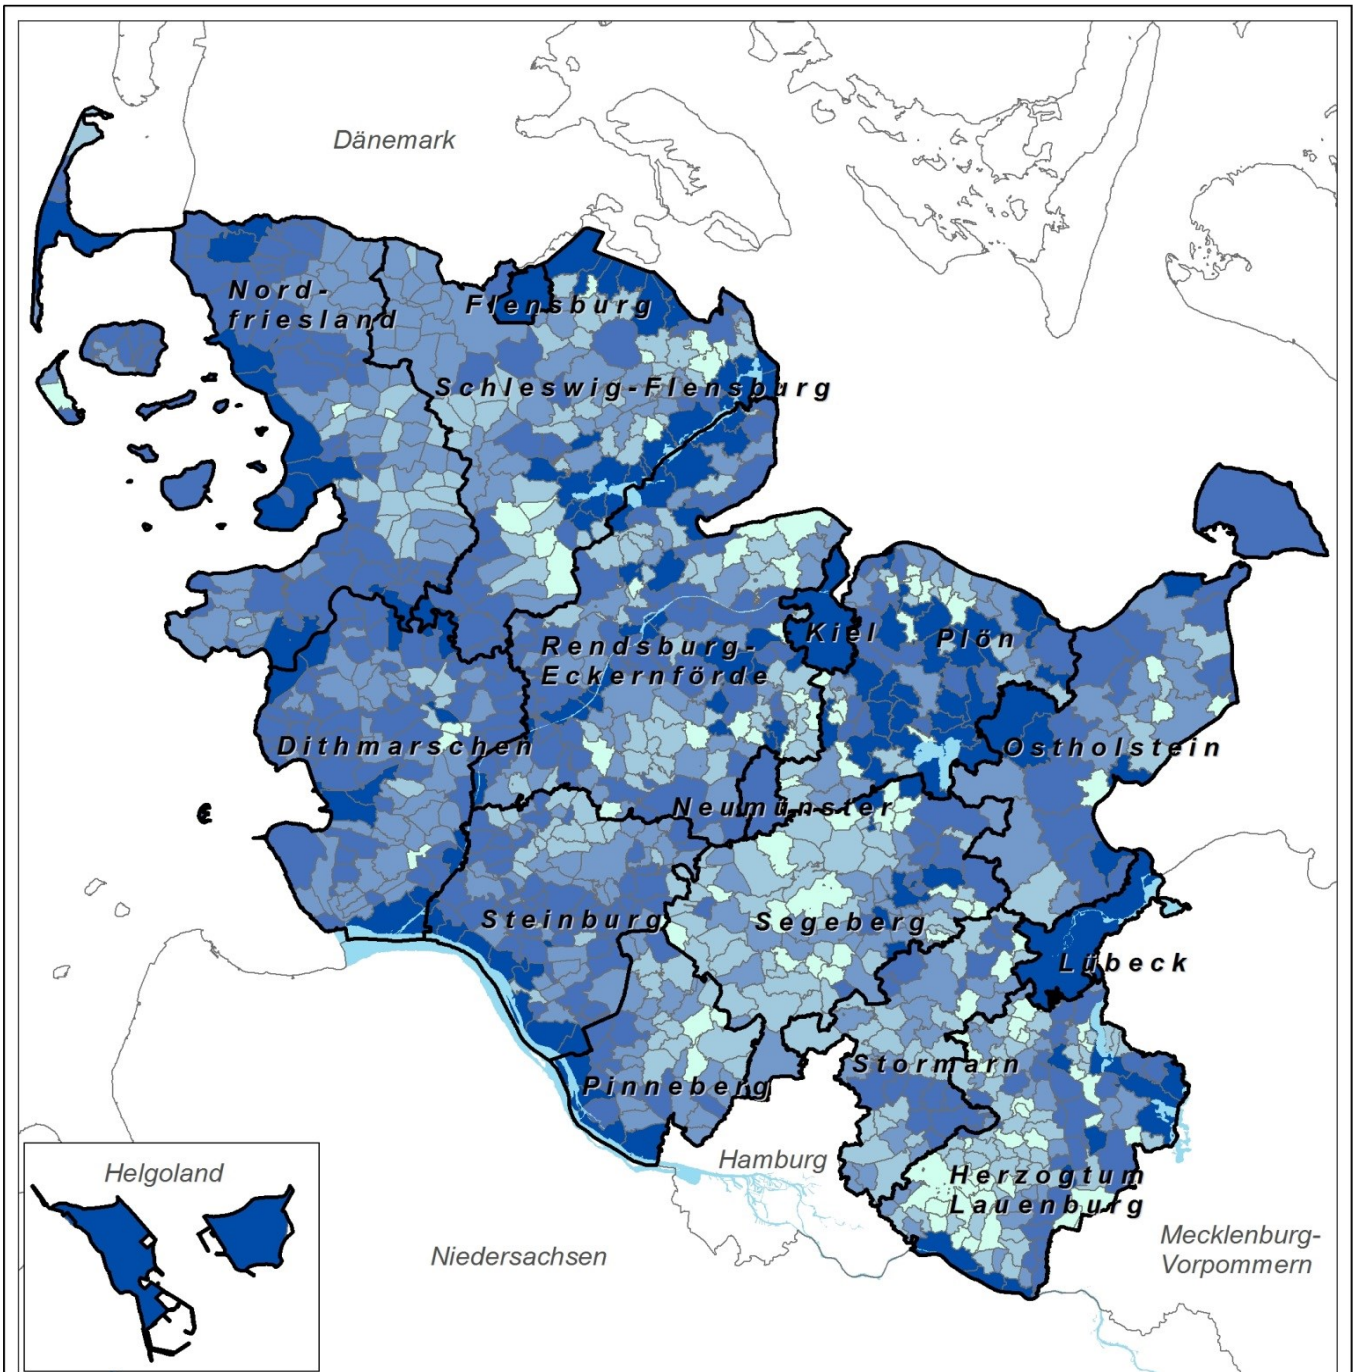 Dänemark
Nord-
friesland
Flensburg
Schleswig-Flensburg
Rendsburg-
Eckernförde
Kiel
Plön
Dithmarschen
Ostholstein
Neumünster
Steinburg
Segeberg
Lübeck
Stormarn
Pinneberg
Helgoland
Hamburg
Herzogtum
Lauenburg
Niedersachsen
Mecklenburg-
Vorpommern